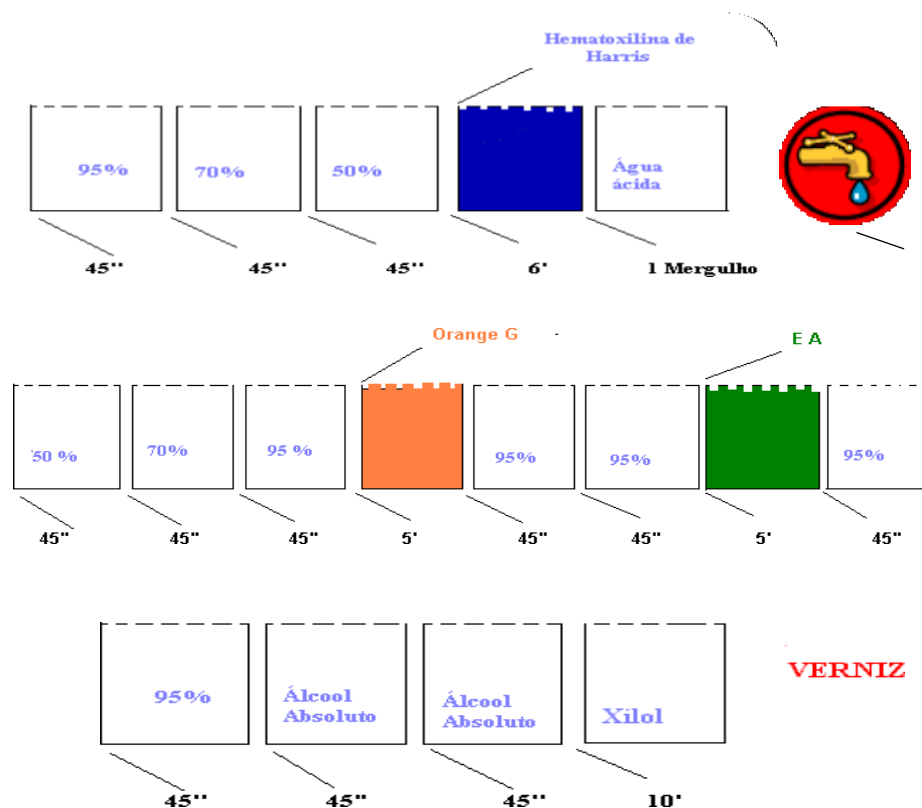 Hematoxilina de
Harris
95%
70%
50%
Água
ácida
45''
45''
45''
6'
1 Mergulho
Orange G
E A
50 %
70%
95 %
95%
95%
95%
45"
45"
45"
5'
45"
45"
5'
45"
95%
Álcool
Absoluto
Álcool
Absoluto
Xilol
VERNIZ
45''
45''
45''
10'